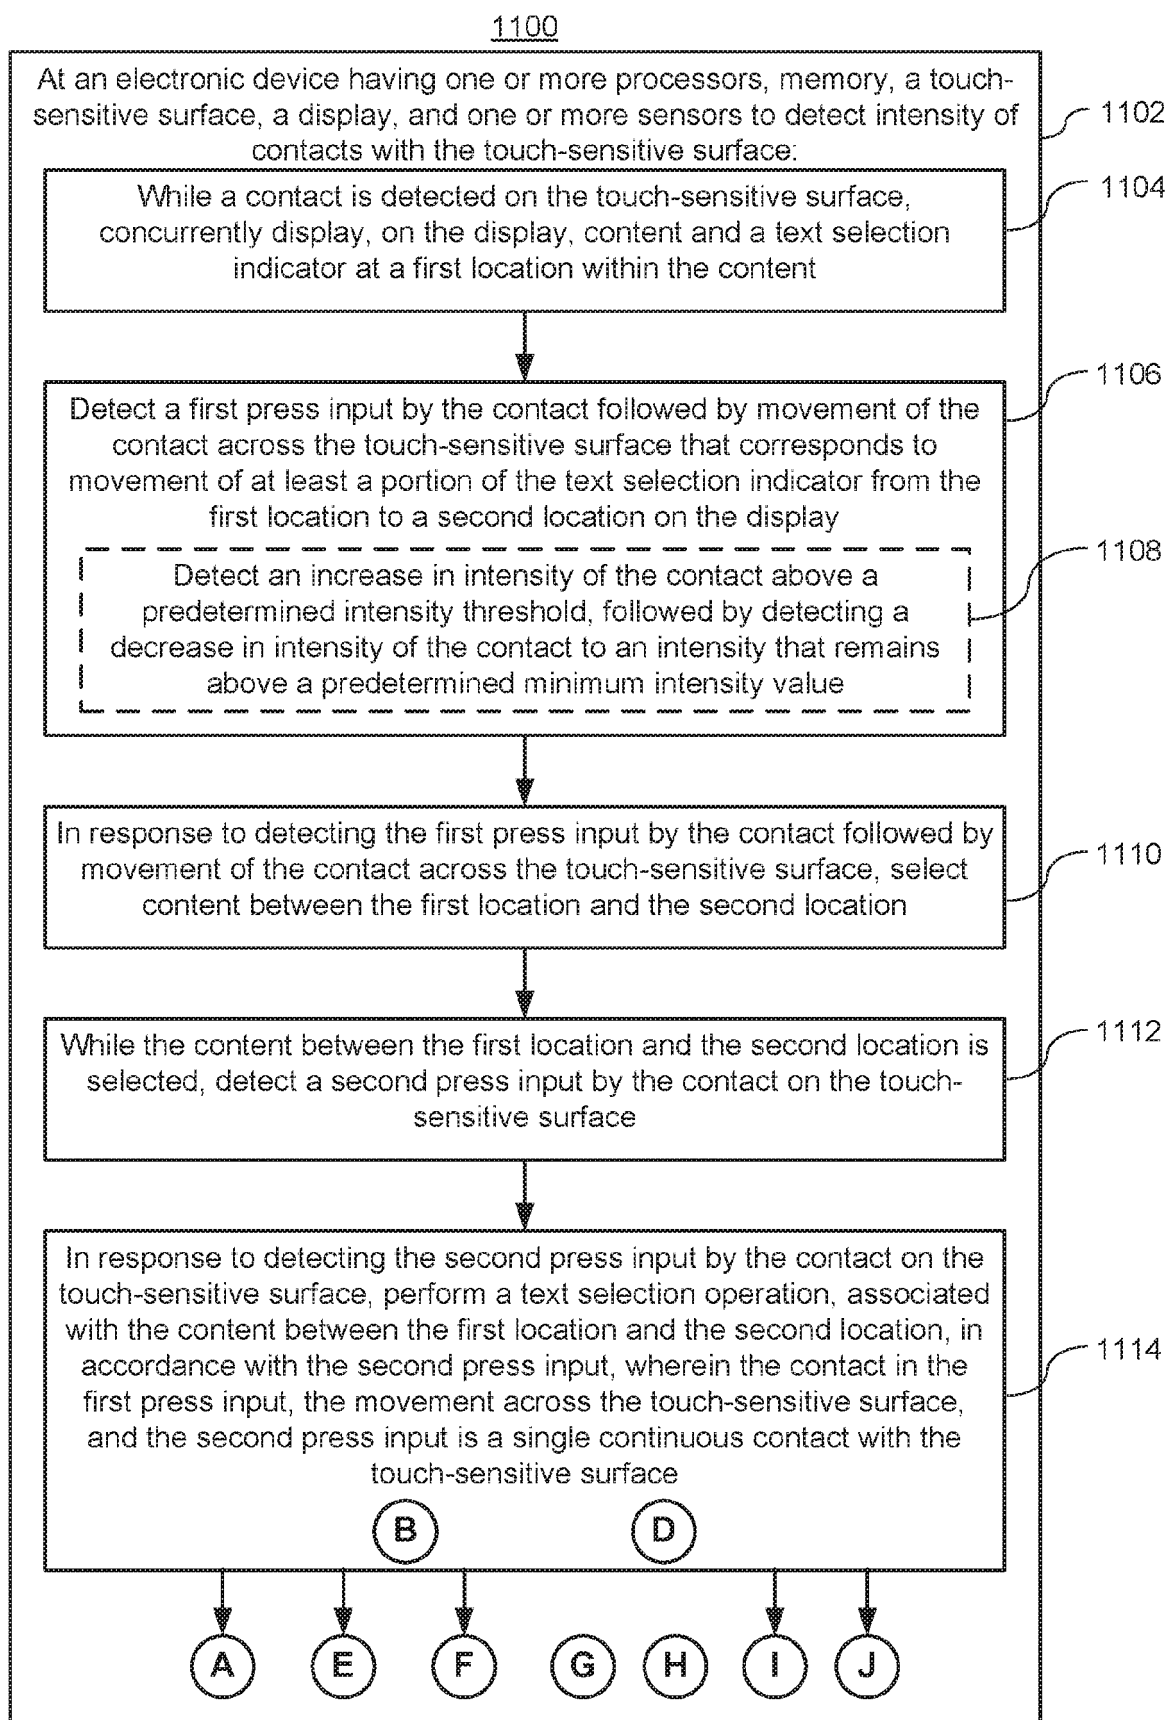 1100
At an electronic device having one or more processors, memory, a touch-
sensitive surface, a display, and one or more sensors to detect intensity of
contacts with the touch-sensitive surface:
1102
While a contact is detected on the touch-sensitive surface,
concurrently display, on the display, content and a text selection
indicator at a first location within the content
1104
Detect a first press input by the contact followed by movement of the
contact across the touch-sensitive surface that corresponds to
movement of at least a portion of the text selection indicator from the
first location to a second location on the display
1106
Detect an increase in intensity of the contact above a
predetermined intensity threshold, followed by detecting a
decrease in intensity of the contact to an intensity that remains
above a predetermined minimum intensity value
1108
In response to detecting the first press input by the contact followed by
movement of the contact across the touch-sensitive surface, select
content between the first location and the second location
1110
While the content between the first location and the second location is
selected, detect a second press input by the contact on the touch-
sensitive surface
1112
In response to detecting the second press input by the contact on the
touch-sensitive surface, perform a text selection operation, associated
with the content between the first location and the second location, in
accordance with the second press input, wherein the contact in the
first press input, the movement across the touch-sensitive surface,
and the second press input is a single continuous contact with the
touch-sensitive surface
1114
B D
A E F G H I J